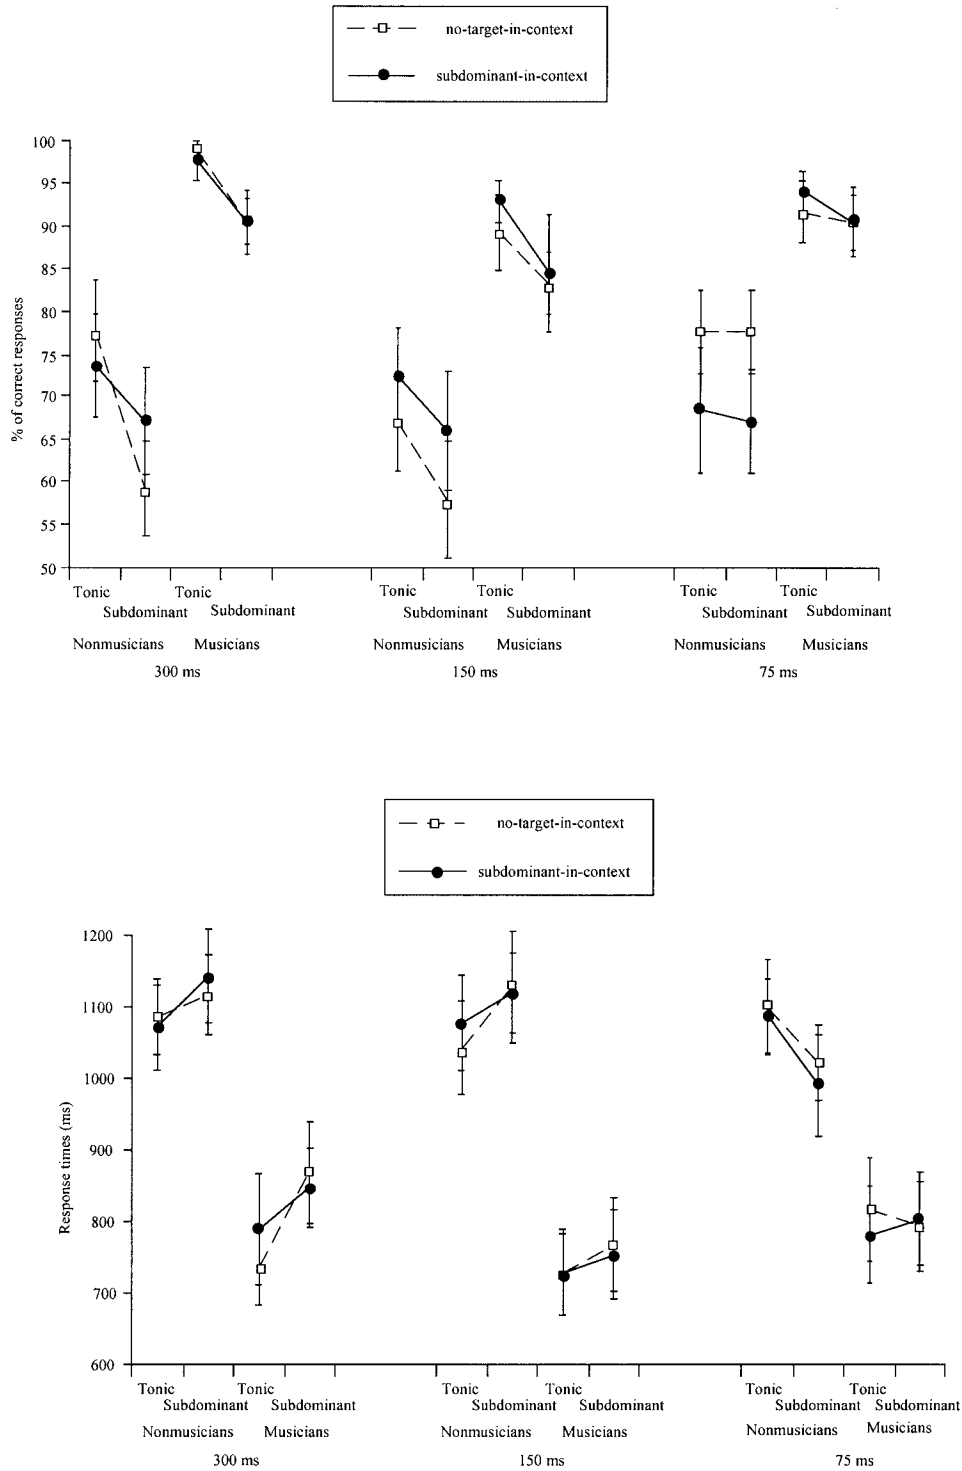 no-target-in-context
subdominant-in-context
100
95
90
85
80
75
70
65
60
55
50
% of correct responses
Tonic Tonic Tonic Tonic Tonic Tonic
Subdominant Subdominant Subdominant Subdominant Subdominant Subdominant
Nonmusicians Musicians Nonmusicians Musicians Nonmusicians Musicians
300 ms 150 ms 75 ms
no-target-in-context
subdominant-in-context
1200
1100
1000
900
800
700
600
Response times (ms)
Tonic Tonic Tonic Tonic Tonic Tonic
Subdominant Subdominant Subdominant Subdominant Subdominant Subdominant
Nonmusicians Musicians Nonmusicians Musicians Nonmusicians Musicians
300 ms 150 ms 75 ms